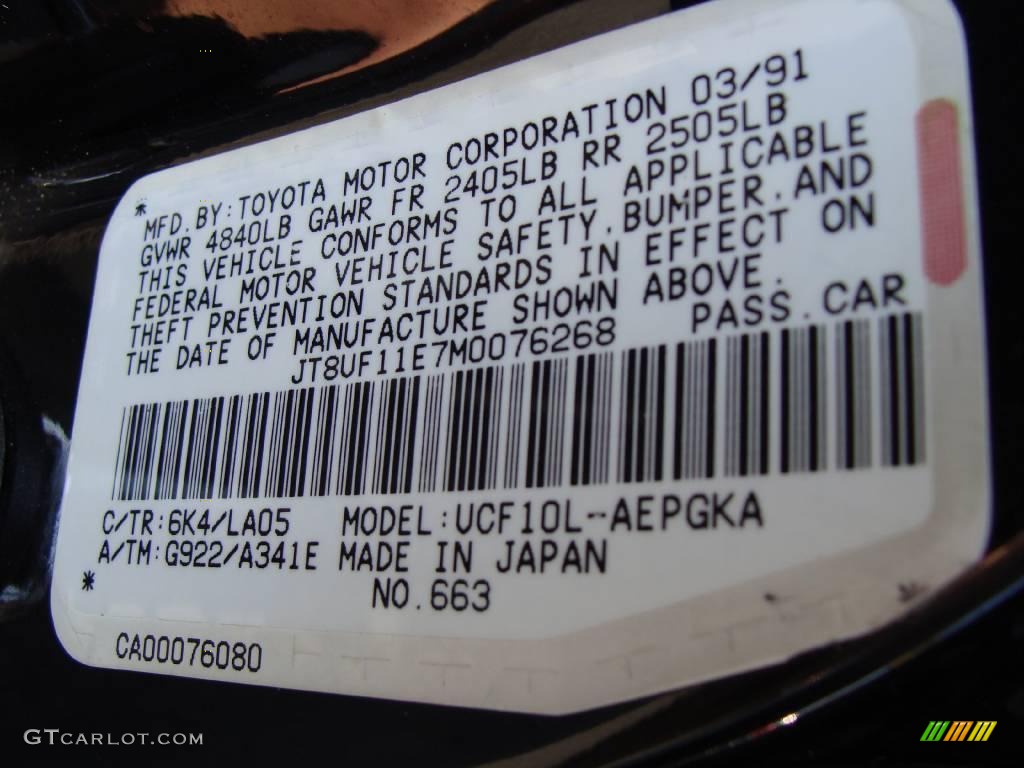 * MFD. BY: TOYOTA MOTOR CORPORATION 03/91
GVWR 4840LB GAWR FR 2405LB RR 2505LB
THIS VEHICLE CONFORMS TO ALL APPLICABLE
FEDERAL MOTOR VEHICLE SAFETY, BUMPER, AND
THEFT PREVENTION STANDARDS IN EFFECT ON
THE DATE OF MANUFACTURE SHOWN ABOVE.
JT8UF11E7M0076268 PASS. CAR
C/TR: 6K4/LA05 MODEL: UCF10L-AEPGKA
A/TM: G922/A341E MADE IN JAPAN
* NO. 663
CA00076080
GTCARLOT.COM